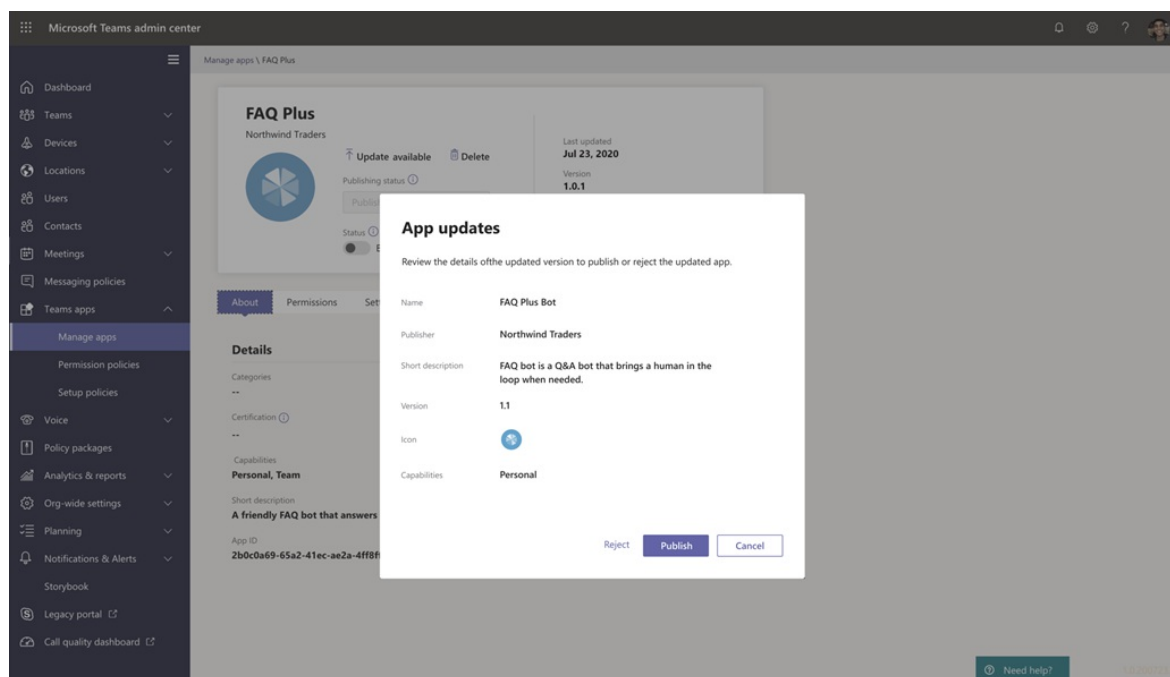 Microsoft Teams admin center
?
Manage apps \ FAQ Plus
Dashboard
Teams
Devices
Locations
Users
Contacts
Meetings
Messaging policies
Teams apps
Manage apps
Permission policies
Setup policies
Voice
Policy packages
Analytics & reports
Org-wide settings
Planning
Notifications & Alerts
Storybook
Legacy portal
Call quality dashboard
FAQ Plus
Northwind Traders
Update available
Delete
Publishing status
Publis
Status
Last updated
Jul 23, 2020
Version
1.0.1
About Permissions Set
Details
Categories
--
Certification
--
Capabilities
Personal, Team
Short description
A friendly FAQ bot that answers
App ID
2b0c0a69-65a2-41ec-ae2a-4ff8f
App updates
Review the details ofthe updated version to publish or reject the updated app.
Name FAQ Plus Bot
Publisher Northwind Traders
Short description FAQ bot is a Q&A bot that brings a human in the
loop when needed.
Version 1.1
Icon
Capabilities Personal
Reject Publish Cancel
Need help?